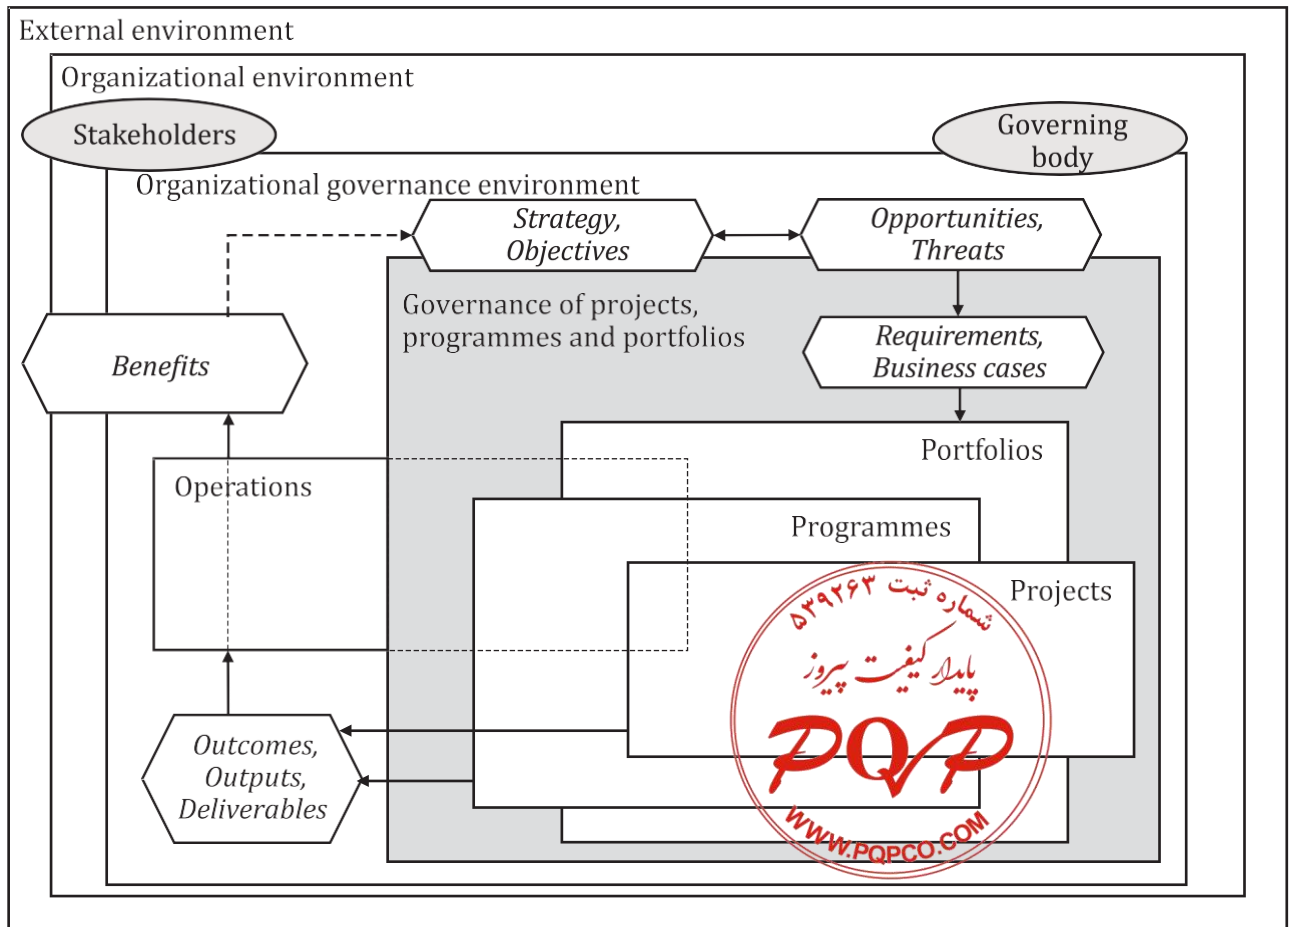 External environment
Organizational environment
Stakeholders
Governing
body
Organizational governance environment
Strategy,
Objectives
Opportunities,
Threats
Governance of projects,
programmes and portfolios
Requirements,
Business cases
Benefits
Portfolios
Operations
Programmes
Projects
شماره ثبت ۵۳۹۲۶۳
پایدار کیفیت پیروز
PQP
WWW.PQPCO.COM
Outcomes,
Outputs,
Deliverables